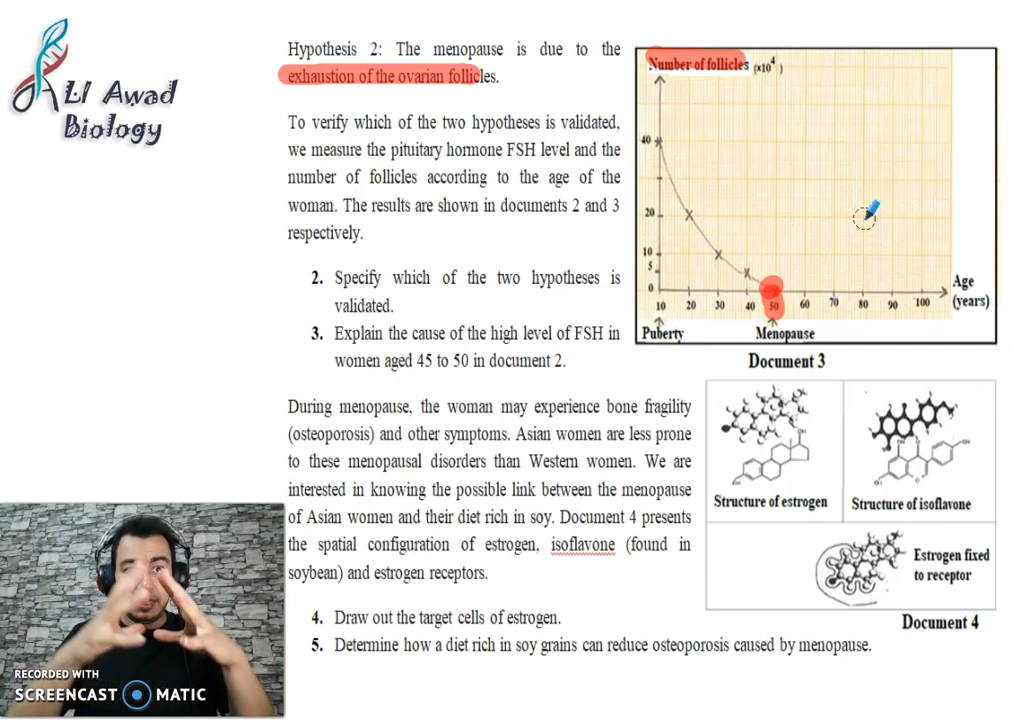 ALI Awad
Biology
Hypothesis 2: The menopause is due to the
exhaustion of the ovarian follicles.
To verify which of the two hypotheses is validated,
we measure the pituitary hormone FSH level and the
number of follicles according to the age of the
woman. The results are shown in documents 2 and 3
respectively.
2. Specify which of the two hypotheses is
validated.
3. Explain the cause of the high level of FSH in
women aged 45 to 50 in document 2.
Number of follicles (x10⁴)
40
20
10
5
0
10 20 30 40 50 60 70 80 90 100
Age
(years)
Puberty Menopause
Document 3
During menopause, the woman may experience bone fragility
(osteoporosis) and other symptoms. Asian women are less prone
to these menopausal disorders than Western women. We are
interested in knowing the possible link between the menopause
of Asian women and their diet rich in soy. Document 4 presents
the spatial configuration of estrogen, isoflavone (found in
soybean) and estrogen receptors.
Structure of estrogen
Structure of isoflavone
Estrogen fixed
to receptor
Document 4
4. Draw out the target cells of estrogen.
5. Determine how a diet rich in soy grains can reduce osteoporosis caused by menopause.
RECORDED WITH
SCREENCAST MATIC